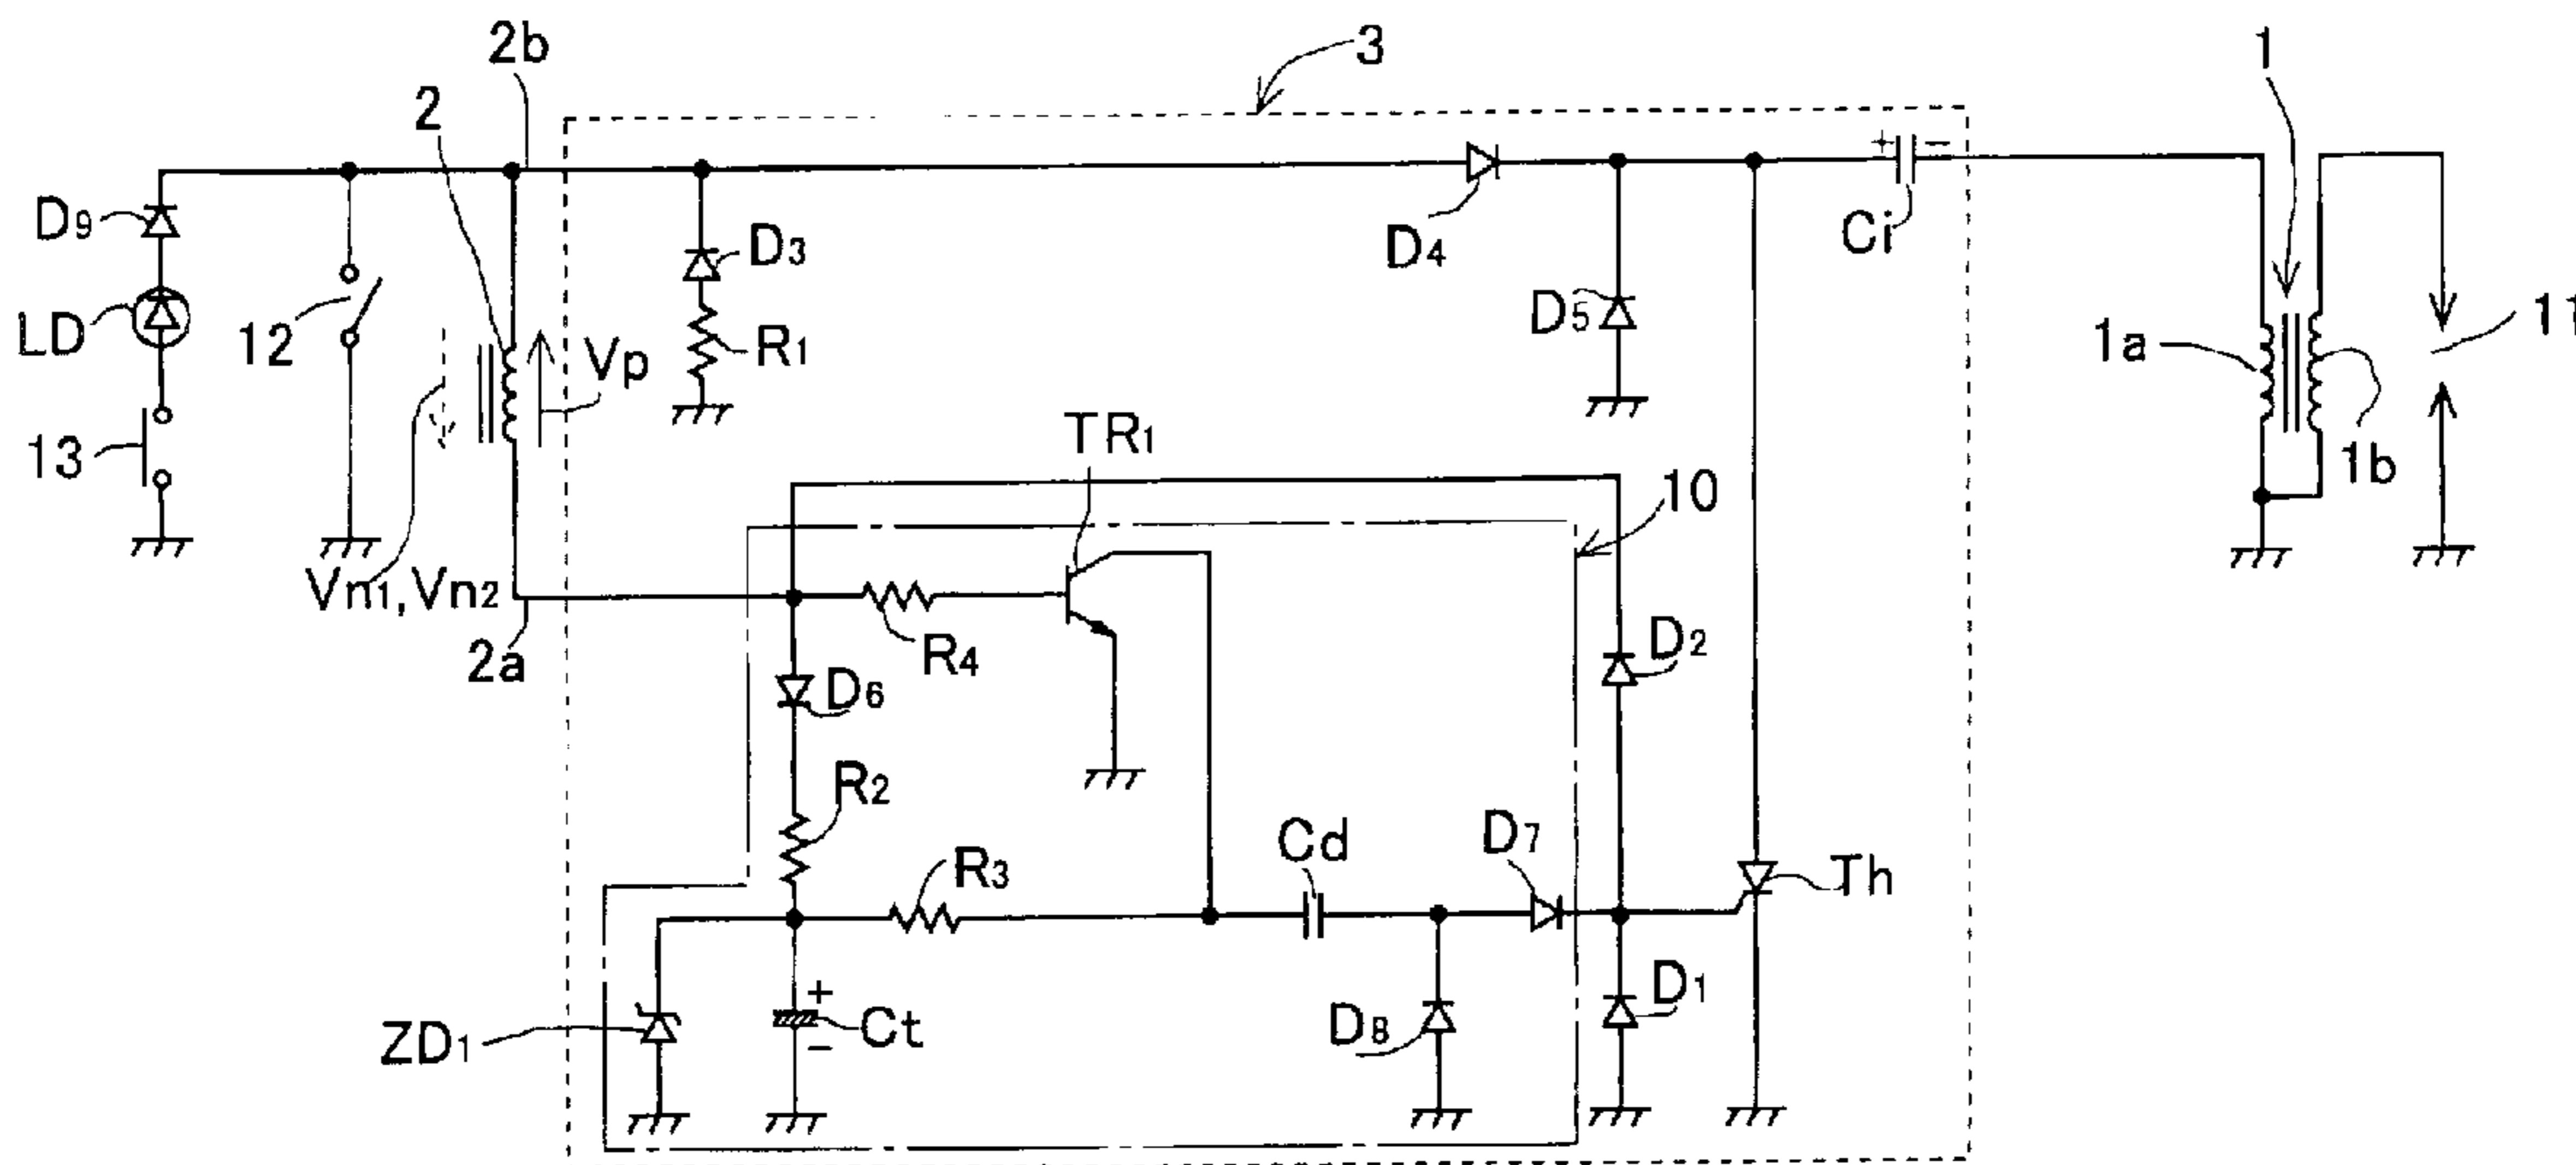 2b
3
1
2
+
−
D9
D3
D4
Ci
LD
12
Vp
R1
D5
1a
11
13
TR1
1b
10
Vn1,Vn2
2a
R4
D2
D6
R2
R3
Cd
D7
Th
ZD1
+
Ct
−
D8
D1